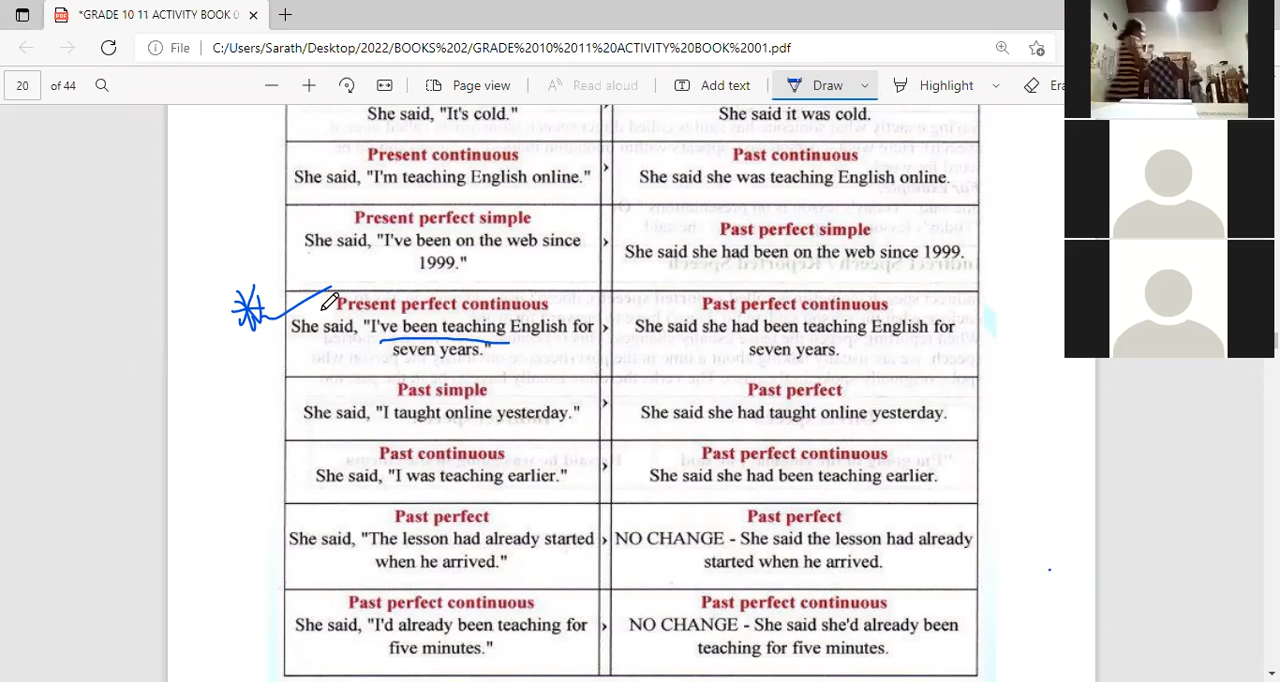 *GRADE 10 11 ACTIVITY BOOK 0
File
C:/Users/Sarath/Desktop/2022/BOOKS%202/GRADE%2010%2011%20ACTIVITY%20BOOK%2001.pdf
20 of 44
Page view
Read aloud
Add text
Draw
Highlight
Era
She said, "It's cold."
She said it was cold.
Present continuous
She said, "I'm teaching English online."
Past continuous
She said she was teaching English online.
Present perfect simple
She said, "I've been on the web since
1999."
Past perfect simple
She said she had been on the web since 1999.
Present perfect continuous
She said, "I've been teaching English for
seven years."
Past perfect continuous
She said she had been teaching English for
seven years.
Past simple
She said, "I taught online yesterday."
Past perfect
She said she had taught online yesterday.
Past continuous
She said, "I was teaching earlier."
Past perfect continuous
She said she had been teaching earlier.
Past perfect
She said, "The lesson had already started
when he arrived."
Past perfect
NO CHANGE - She said the lesson had already
started when he arrived.
Past perfect continuous
She said, "I'd already been teaching for
five minutes."
Past perfect continuous
NO CHANGE - She said she'd already been
teaching for five minutes.